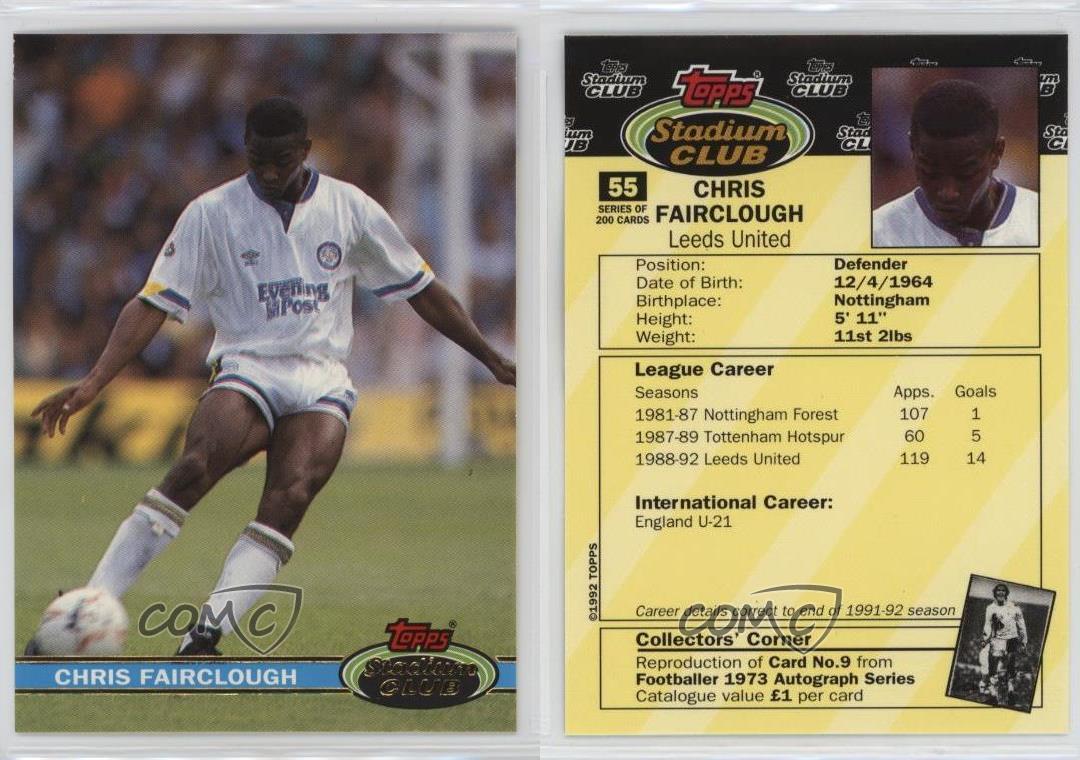 Evening
Post
COMC
Topps
Stadium
CLUB
CHRIS FAIRCLOUGH
Topps
Stadium
CLUB
Topps
Stadium
CLUB
Topps
Stadium
CLUB
55
SERIES OF
200 CARDS
CHRIS
FAIRCLOUGH
Leeds United
Position: Defender
Date of Birth: 12/4/1964
Birthplace: Nottingham
Height: 5' 11"
Weight: 11st 2lbs
League Career
Seasons Apps. Goals
1981-87 Nottingham Forest 107 1
1987-89 Tottenham Hotspur 60 5
1988-92 Leeds United 119 14
International Career:
England U-21
©1992 TOPPS
Career details correct to end of 1991-92 season
COMC
Collectors' Corner
Reproduction of Card No.9 from
Footballer 1973 Autograph Series
Catalogue value £1 per card